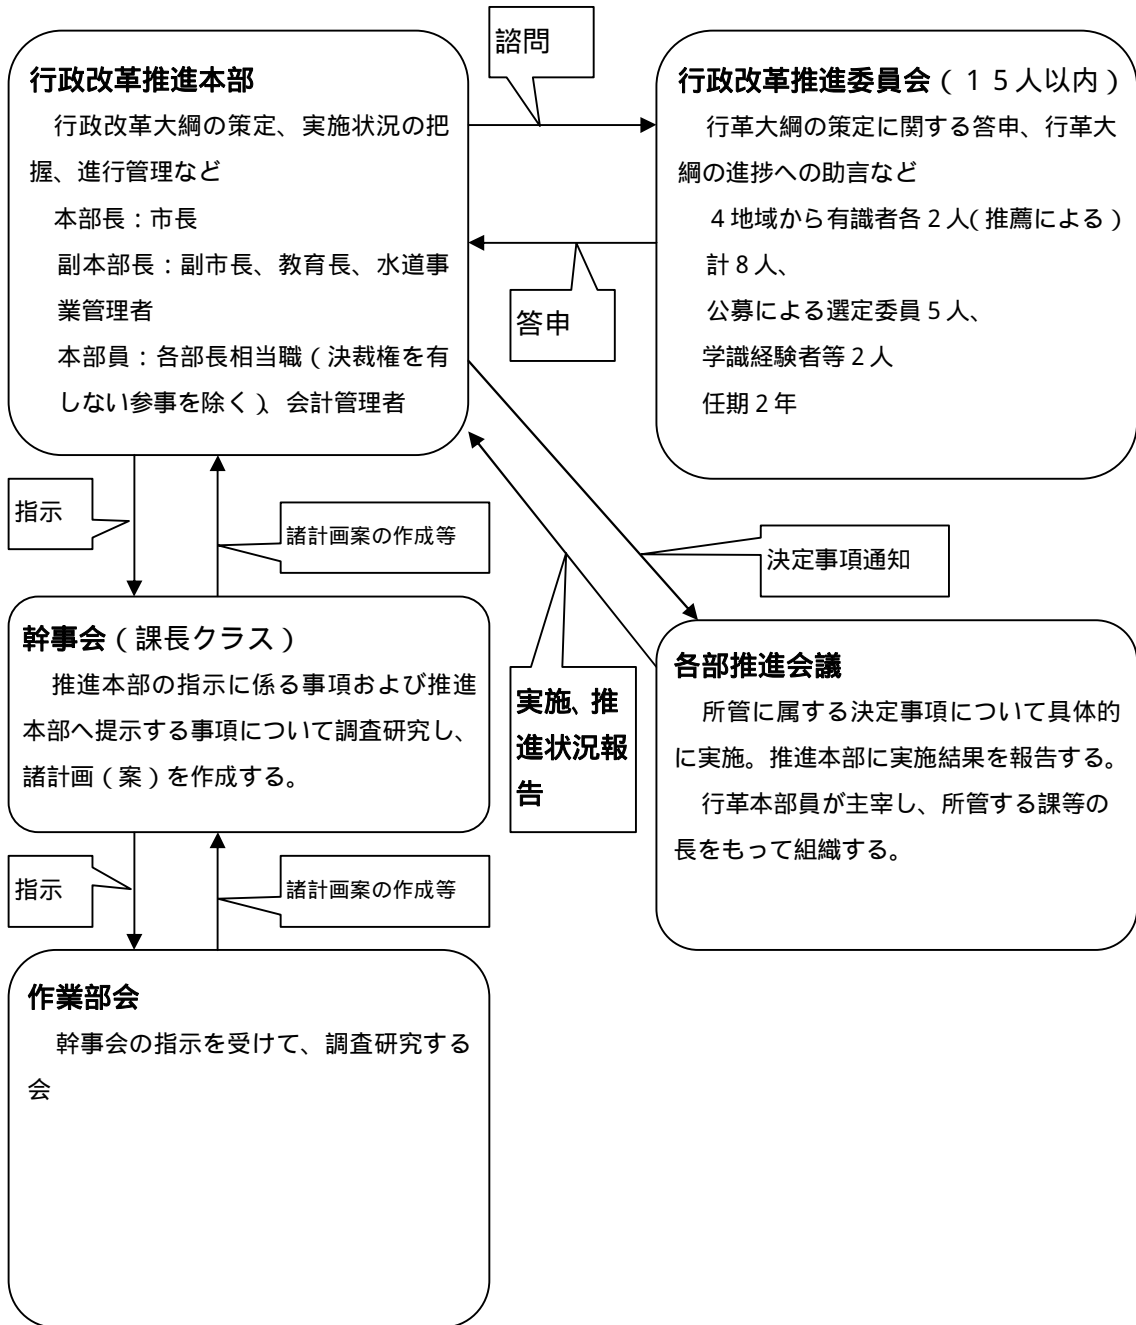 諮問
行政改革推進本部
行政改革大綱の策定、実施状況の把
握、進行管理など
本部長：市長
副本部長：副市長、教育長、水道事
業管理者
本部員：各部長相当職（決裁権を有
しない参事を除く）、会計管理者
行政改革推進委員会（１５人以内）
行革大綱の策定に関する答申、行革大
綱の進捗への助言など
４地域から有識者各２人（推薦による）
計８人、
公募による選定委員５人、
学識経験者等２人
任期２年
答申
指示
諸計画案の作成等
決定事項通知
幹事会（課長クラス）
推進本部の指示に係る事項および推進
本部へ提示する事項について調査研究し、
諸計画（案）を作成する。
実施、推
進状況報
告
各部推進会議
所管に属する決定事項について具体的
に実施。推進本部に実施結果を報告する。
行革本部員が主宰し、所管する課等の
長をもって組織する。
指示
諸計画案の作成等
作業部会
幹事会の指示を受けて、調査研究する
会